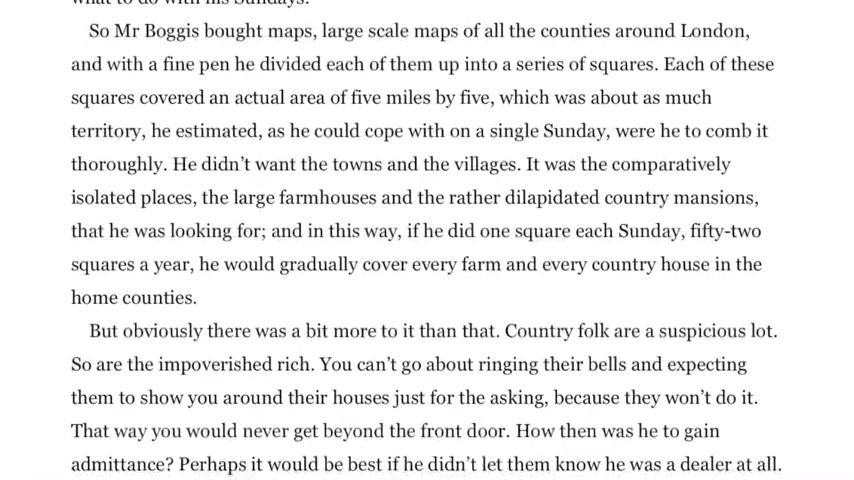 what to do with his Sundays.
So Mr Boggis bought maps, large scale maps of all the counties around London,
and with a fine pen he divided each of them up into a series of squares. Each of these
squares covered an actual area of five miles by five, which was about as much
territory, he estimated, as he could cope with on a single Sunday, were he to comb it
thoroughly. He didn’t want the towns and the villages. It was the comparatively
isolated places, the large farmhouses and the rather dilapidated country mansions,
that he was looking for; and in this way, if he did one square each Sunday, fifty-two
squares a year, he would gradually cover every farm and every country house in the
home counties.
But obviously there was a bit more to it than that. Country folk are a suspicious lot.
So are the impoverished rich. You can’t go about ringing their bells and expecting
them to show you around their houses just for the asking, because they won’t do it.
That way you would never get beyond the front door. How then was he to gain
admittance? Perhaps it would be best if he didn’t let them know he was a dealer at all.